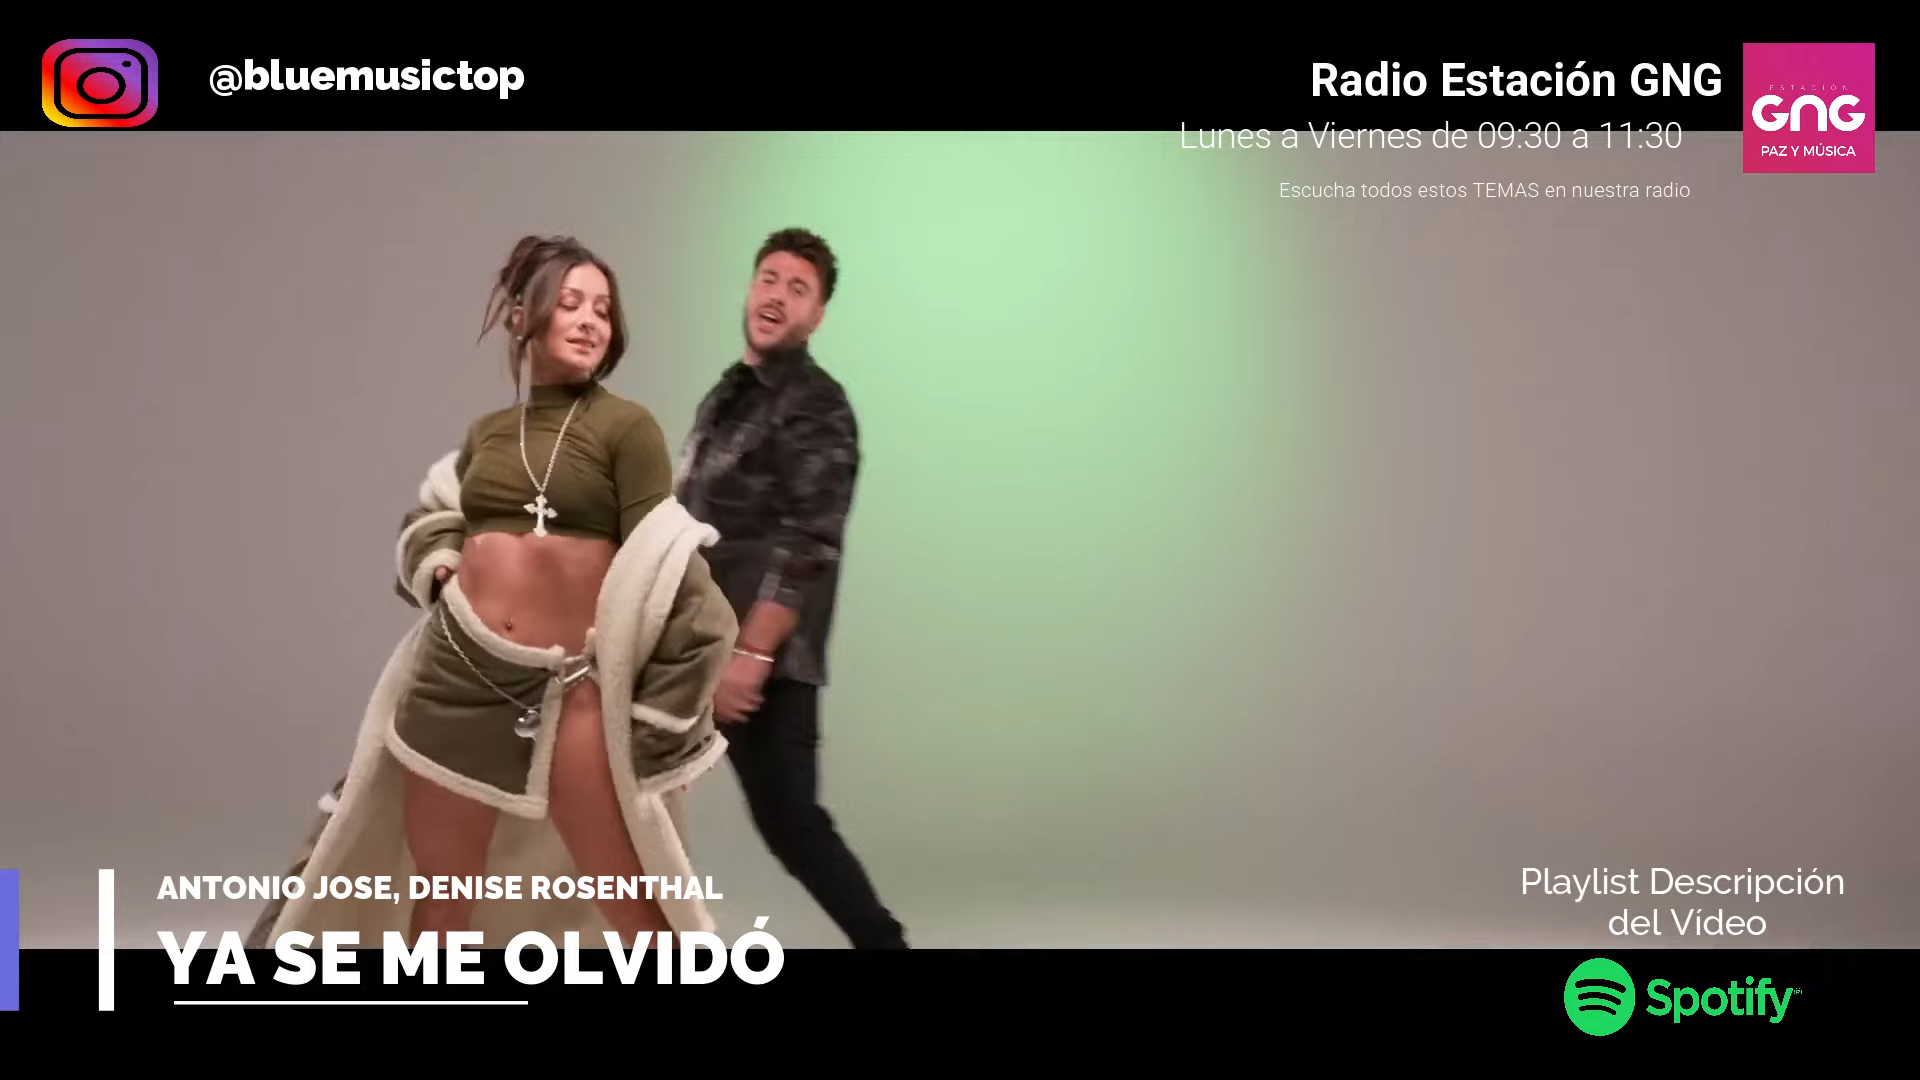 @bluemusictop
Radio Estación GNG
Lunes a Viernes de 09:30 a 11:30
Escucha todos estos TEMAS en nuestra radio
ESTACIÓN
GNG
PAZ Y MÚSICA
ANTONIO JOSE, DENISE ROSENTHAL
YA SE ME OLVIDÓ
Playlist Descripción
del Vídeo
Spotify